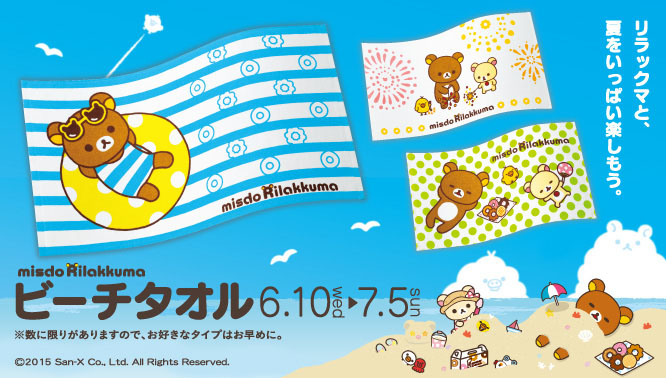 リラックマと、
夏をいっぱい楽しもう。
misdo Rilakkuma
misdo Rilakkuma
misdo Rilakkuma
misdo Rilakkuma
ビーチタオル 6.10 wed ▶ 7.5 sun
※数に限りがありますので、お好きなタイプはお早めに。
©2015 San-X Co., Ltd. All Rights Reserved.